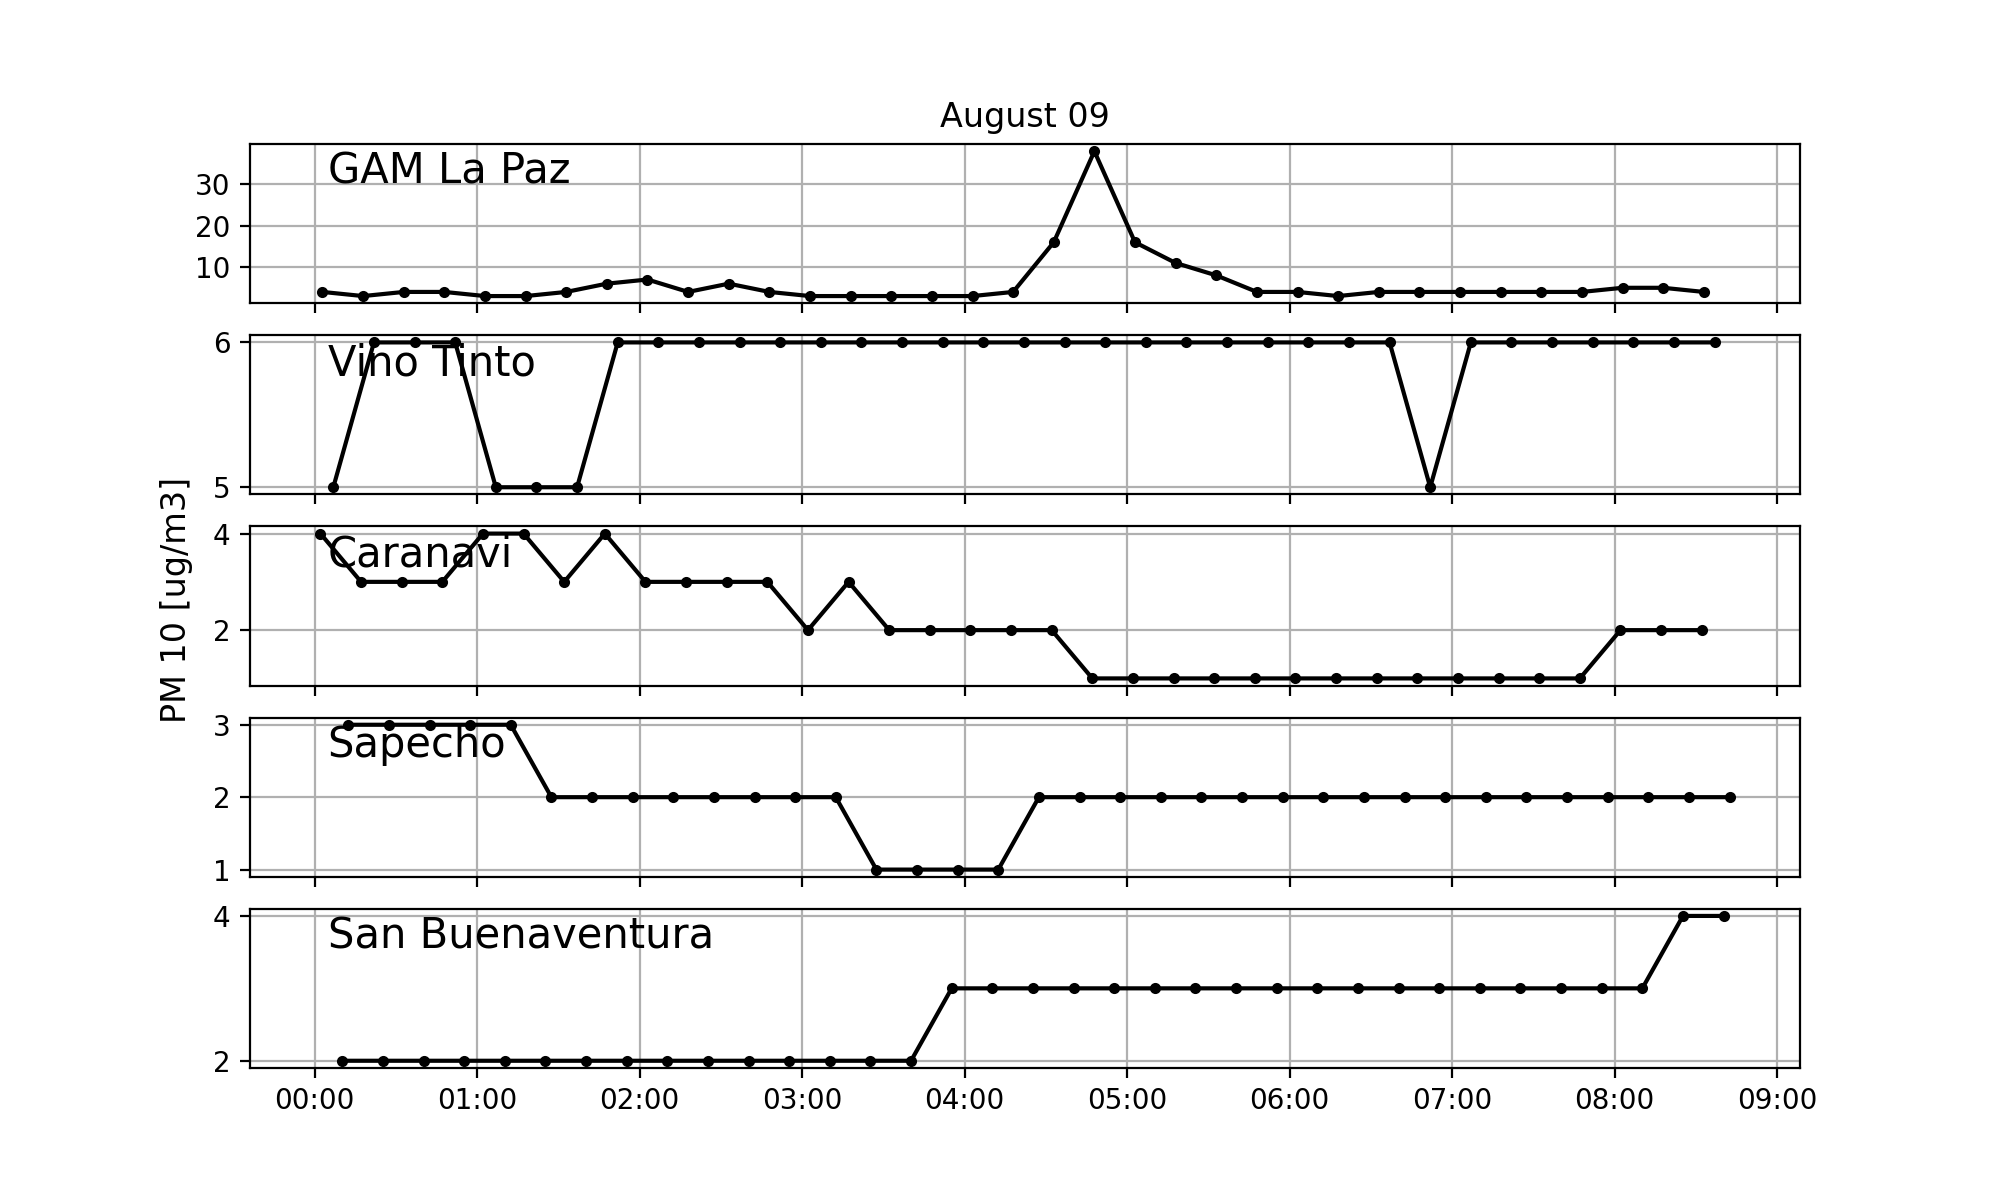 August 09
GAM La Paz
30
20
10
Vino Tinto
6
5
PM 10 [ug/m3]
Caranavi
4
2
Sapecho
3
2
1
San Buenaventura
4
2
00:00 01:00 02:00 03:00 04:00 05:00 06:00 07:00 08:00 09:00